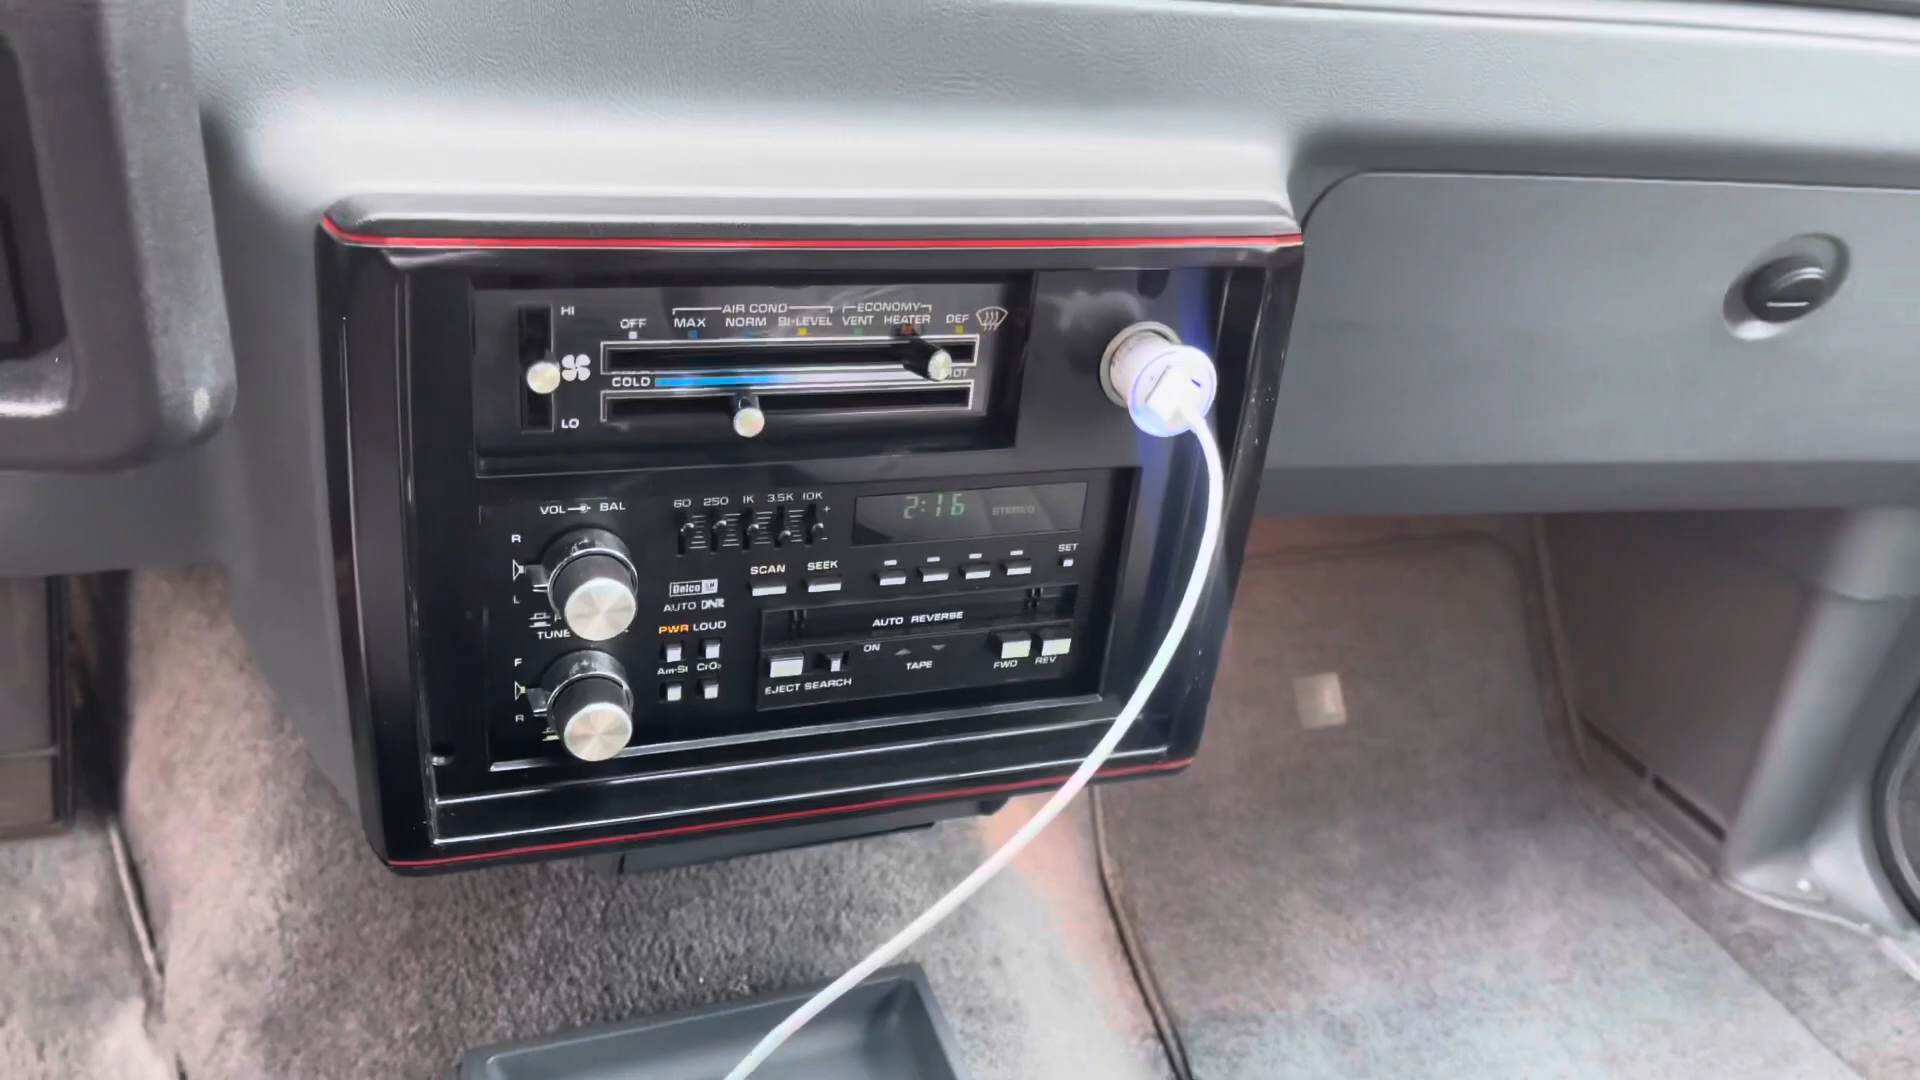 HI
AIR COND
ECONOMY
OFF MAX NORM BI-LEVEL VENT HEATER DEF
COLD
LO
VOL BAL
60 250 1K 3.5K 10K
+
-
2:16 STEREO
R
L
SCAN SEEK
SET
Delco GM
AUTO DNR
AUTO REVERSE
TUNE
PWR LOUD
Am-St CrO₂
ON
TAPE
FWD REV
EJECT SEARCH
F
R